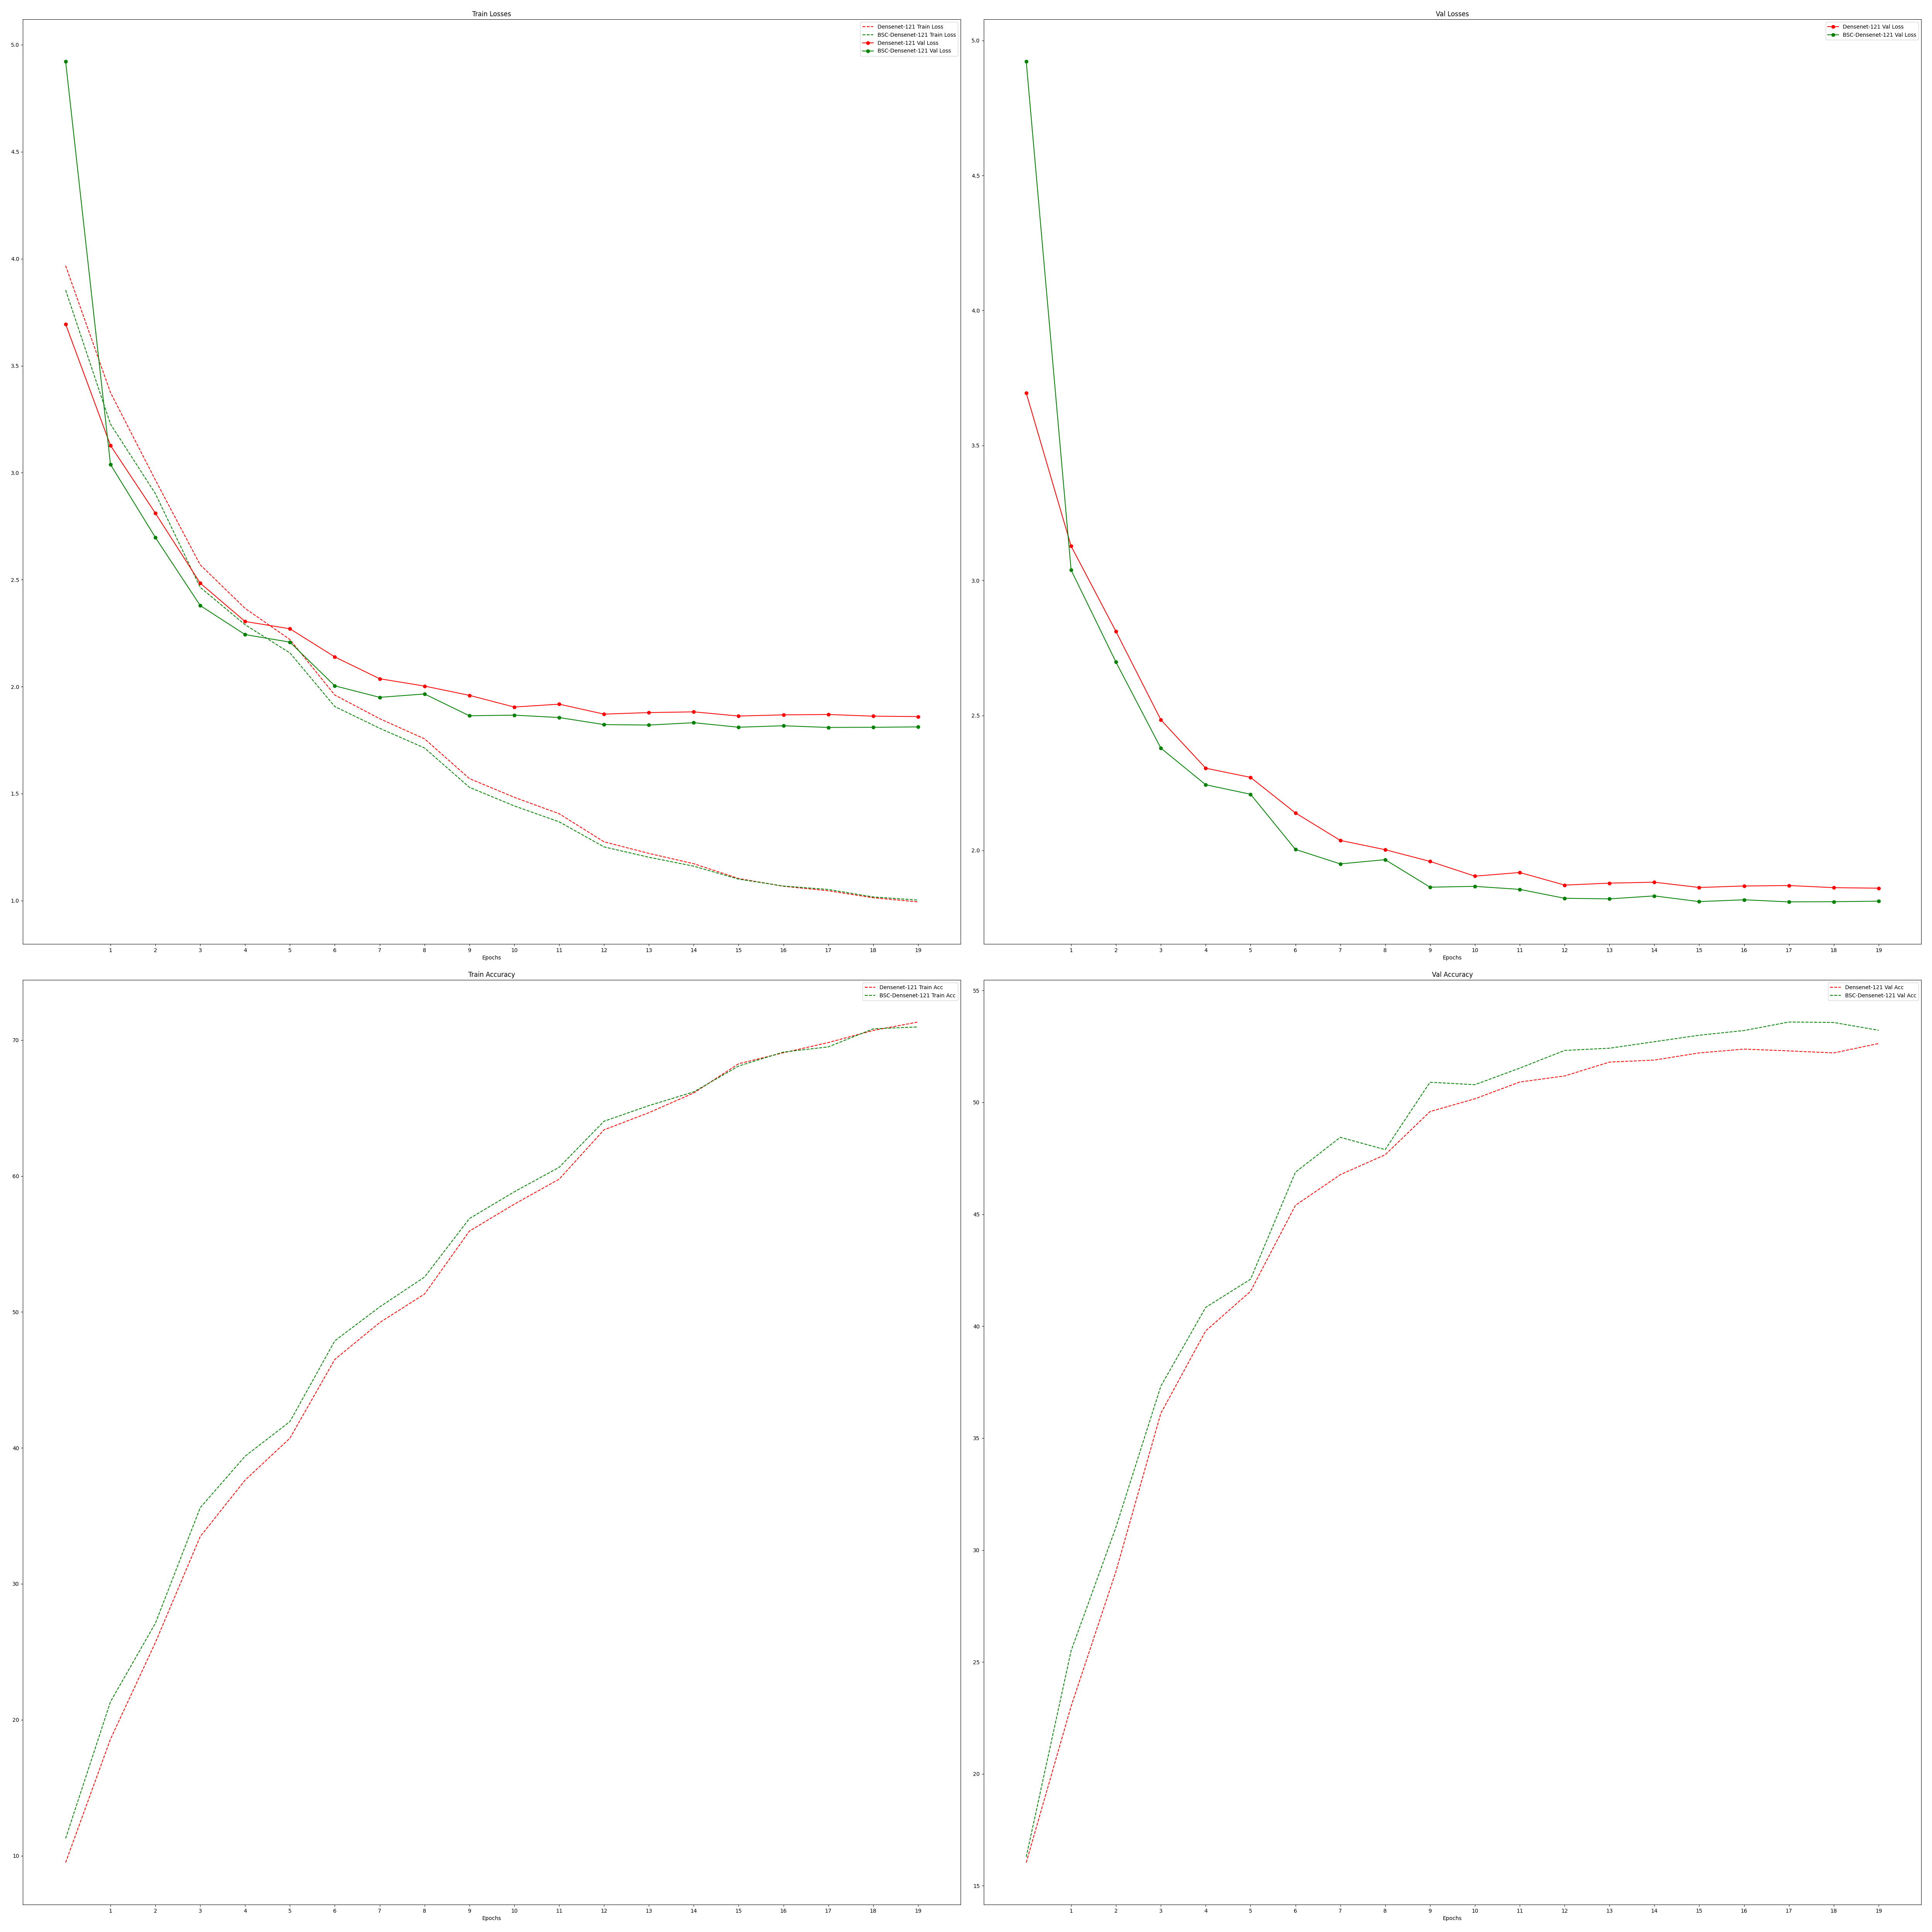 Train Losses
Densenet-121 Train Loss
BSC-Densenet-121 Train Loss
Densenet-121 Val Loss
BSC-Densenet-121 Val Loss
5.0
4.5
4.0
3.5
3.0
2.5
2.0
1.5
1.0
1 2 3 4 5 6 7 8 9 10 11 12 13 14 15 16 17 18 19
Epochs
Val Losses
Densenet-121 Val Loss
BSC-Densenet-121 Val Loss
5.0
4.5
4.0
3.5
3.0
2.5
2.0
1 2 3 4 5 6 7 8 9 10 11 12 13 14 15 16 17 18 19
Epochs
Train Accuracy
Densenet-121 Train Acc
BSC-Densenet-121 Train Acc
70
60
50
40
30
20
10
1 2 3 4 5 6 7 8 9 10 11 12 13 14 15 16 17 18 19
Epochs
Val Accuracy
Densenet-121 Val Acc
BSC-Densenet-121 Val Acc
55
50
45
40
35
30
25
20
15
1 2 3 4 5 6 7 8 9 10 11 12 13 14 15 16 17 18 19
Epochs